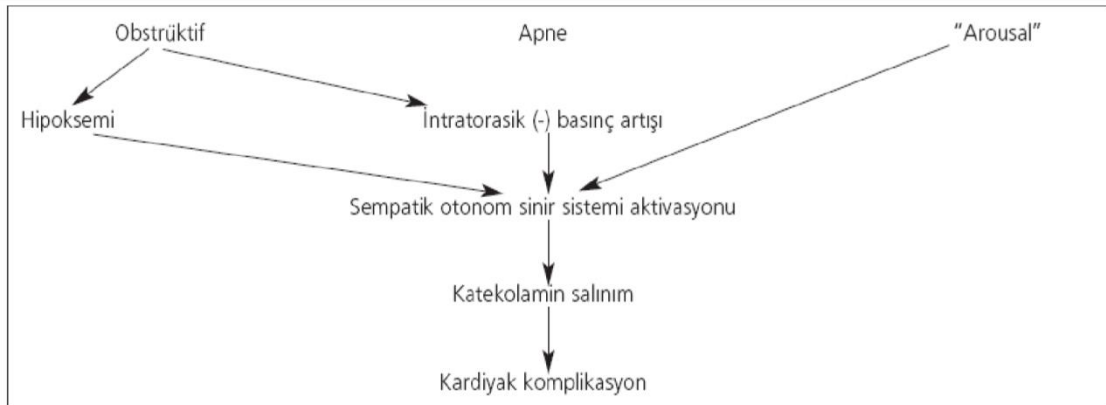 Obstrüktif Apne "Arousal"
Hipoksemi İntratorasik (-) basınç artışı
Sempatik otonom sinir sistemi aktivasyonu
Katekolamin salınım
Kardiyak komplikasyon